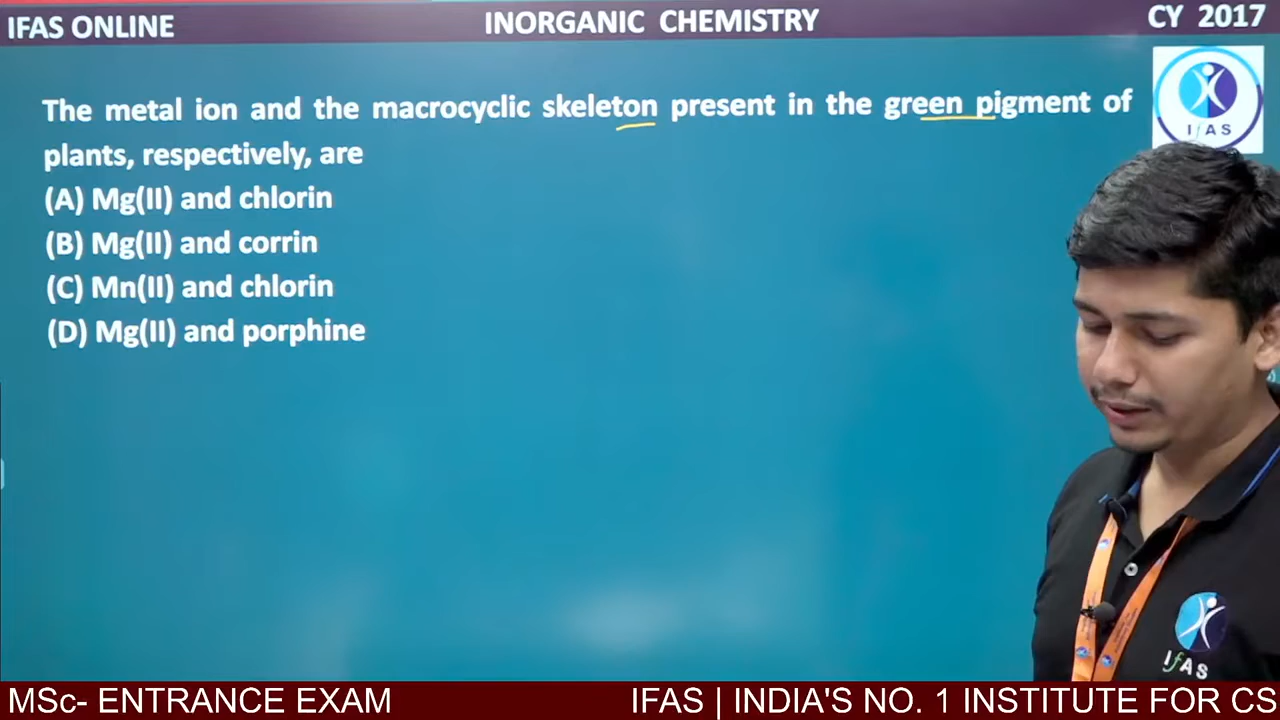 IFAS ONLINE
INORGANIC CHEMISTRY
CY 2017
The metal ion and the macrocyclic skeleton present in the green pigment of
plants, respectively, are
(A) Mg(II) and chlorin
(B) Mg(II) and corrin
(C) Mn(II) and chlorin
(D) Mg(II) and porphine
IfAS
IfAS
MSc- ENTRANCE EXAM
IFAS | INDIA'S NO. 1 INSTITUTE FOR CS